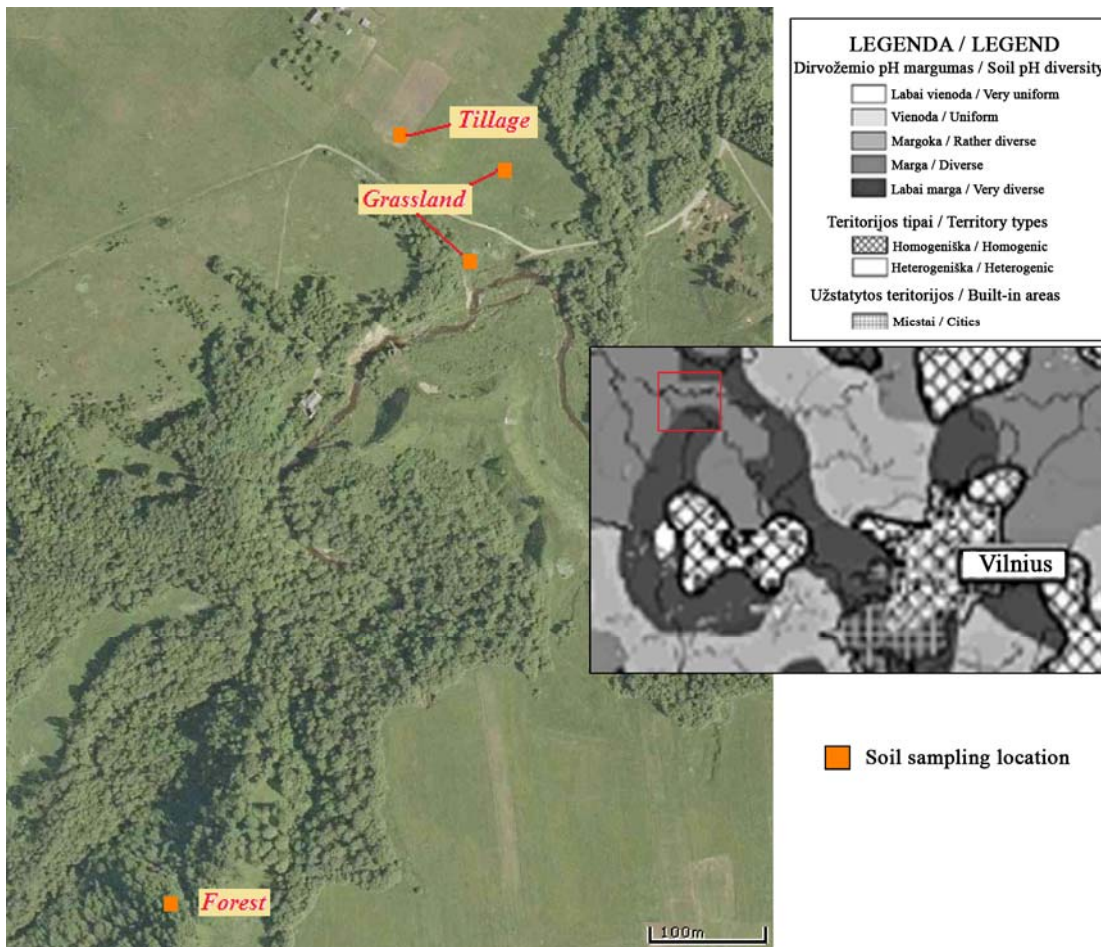 Tillage
Grassland
Forest
100m
LEGENDA / LEGEND
Dirvožemio pH margumas / Soil pH diversity
Labai vienoda / Very uniform
Vienoda / Uniform
Margoka / Rather diverse
Marga / Diverse
Labai marga / Very diverse
Teritorijos tipai / Territory types
Homogeniška / Homogenic
Heterogeniška / Heterogenic
Užstatytos teritorijos / Built-in areas
Miestai / Cities
Vilnius
Soil sampling location